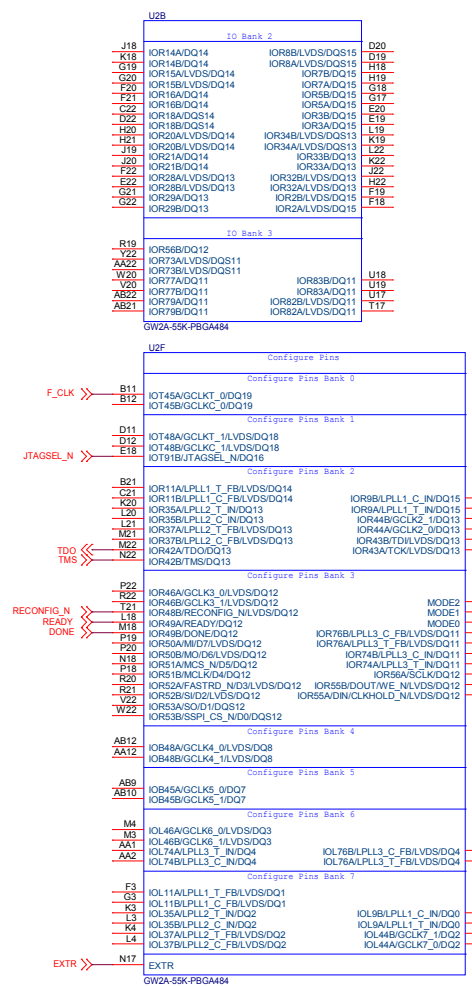 U2B
IO Bank 2
J18 IOR14A/DQ14 IOR8B/LVDS/DQS15 D20
K18 IOR14B/DQ14 IOR8A/LVDS/DQS15 D19
G19 IOR15A/LVDS/DQ14 IOR7B/DQ15 H18
G20 IOR15B/LVDS/DQ14 IOR7A/DQ15 H19
F20 IOR16A/DQ14 IOR5B/DQ15 G18
F21 IOR16B/DQ14 IOR5A/DQ15 G17
C22 IOR18A/DQS14 IOR3B/DQ15 E20
D22 IOR18B/DQS14 IOR3A/DQ15 E19
H20 IOR20A/LVDS/DQ14 IOR34B/LVDS/DQS13 L19
H21 IOR20B/LVDS/DQ14 IOR34A/LVDS/DQS13 K19
J19 IOR21A/DQ14 IOR33B/DQ13 L22
J20 IOR21B/DQ14 IOR33A/DQ13 K22
F22 IOR28A/LVDS/DQ13 IOR32B/LVDS/DQ13 J22
E22 IOR28B/LVDS/DQ13 IOR32A/LVDS/DQ13 H22
G21 IOR29A/DQ13 IOR2B/LVDS/DQ15 F19
G22 IOR29B/DQ13 IOR2A/LVDS/DQ15 F18
IO Bank 3
R19 IOR56B/DQ12
Y22 IOR73A/LVDS/DQS11
AA22 IOR73B/LVDS/DQS11
W20 IOR77A/DQ11 IOR83B/DQ11 U18
V20 IOR77B/DQ11 IOR83A/DQ11 U19
AB22 IOR79A/DQ11 IOR82B/LVDS/DQ11 U17
AB21 IOR79B/DQ11 IOR82A/LVDS/DQ11 T17
GW2A-55K-PBGA484
U2F
Configure Pins
Configure Pins Bank 0
F_CLK B11 IOT45A/GCLKT_0/DQ19
B12 IOT45B/GCLKC_0/DQ19
Configure Pins Bank 1
D11 IOT48A/GCLKT_1/LVDS/DQ18
D12 IOT48B/GCLKC_1/LVDS/DQ18
JTAGSEL_N E18 IOT91B/JTAGSEL_N/DQ16
Configure Pins Bank 2
B21 IOR11A/LPLL1_T_FB/LVDS/DQ14
C21 IOR11B/LPLL1_C_FB/LVDS/DQ14 IOR9B/LPLL1_C_IN/DQ15
K20 IOR35A/LPLL2_T_IN/DQ13 IOR9A/LPLL1_T_IN/DQ15
L20 IOR35B/LPLL2_C_IN/DQ13 IOR44B/GCLK2_1/DQ13
L21 IOR37A/LPLL2_T_FB/LVDS/DQ13 IOR44A/GCLK2_0/DQ13
M21 IOR37B/LPLL2_C_FB/LVDS/DQ13 IOR43B/TDI/LVDS/DQ13
TDO M22 IOR42A/TDO/DQ13 IOR43A/TCK/LVDS/DQ13
TMS N22 IOR42B/TMS/DQ13
Configure Pins Bank 3
P22 IOR46A/GCLK3_0/LVDS/DQ12
R22 IOR46B/GCLK3_1/LVDS/DQ12 MODE2
RECONFIG_N T21 IOR48B/RECONFIG_N/LVDS/DQ12 MODE1
READY L18 IOR49A/READY/DQ12 MODE0
DONE M18 IOR49B/DONE/DQ12 IOR76B/LPLL3_C_FB/LVDS/DQ11
P19 IOR50A/MI/D7/LVDS/DQ12 IOR76A/LPLL3_T_FB/LVDS/DQ11
P20 IOR50B/MO/D6/LVDS/DQ12 IOR74B/LPLL3_C_IN/DQ11
N18 IOR51A/MCS_N/D5/DQ12 IOR74A/LPLL3_T_IN/DQ11
P18 IOR51B/MCLK/D4/DQ12 IOR56A/SCLK/DQ12
R20 IOR52A/FASTRD_N/D3/LVDS/DQ12 IOR55B/DOUT/WE_N/LVDS/DQ12
R21 IOR52B/SI/D2/LVDS/DQ12 IOR55A/DIN/CLKHOLD_N/LVDS/DQ12
V22 IOR53A/SO/D1/DQS12
W22 IOR53B/SSPI_CS_N/D0/DQS12
Configure Pins Bank 4
AB12 IOB48A/GCLK4_0/LVDS/DQ8
AA12 IOB48B/GCLK4_1/LVDS/DQ8
Configure Pins Bank 5
AB9 IOB45A/GCLK5_0/DQ7
AB10 IOB45B/GCLK5_1/DQ7
Configure Pins Bank 6
M4 IOL46A/GCLK6_0/LVDS/DQ3
M3 IOL46B/GCLK6_1/LVDS/DQ3
AA1 IOL74A/LPLL3_T_IN/DQ4 IOL76B/LPLL3_C_FB/LVDS/DQ4
AA2 IOL74B/LPLL3_C_IN/DQ4 IOL76A/LPLL3_T_FB/LVDS/DQ4
Configure Pins Bank 7
F3 IOL11A/LPLL1_T_FB/LVDS/DQ1
G3 IOL11B/LPLL1_C_FB/LVDS/DQ1
K3 IOL35A/LPLL2_T_IN/DQ2 IOL9B/LPLL1_C_IN/DQ0
L3 IOL35B/LPLL2_C_IN/DQ2 IOL9A/LPLL1_T_IN/DQ0
K4 IOL37A/LPLL2_T_FB/LVDS/DQ2 IOL44B/GCLK7_1/DQ2
L4 IOL37B/LPLL2_C_FB/LVDS/DQ2 IOL44A/GCLK7_0/DQ2
EXTR N17 EXTR
GW2A-55K-PBGA484